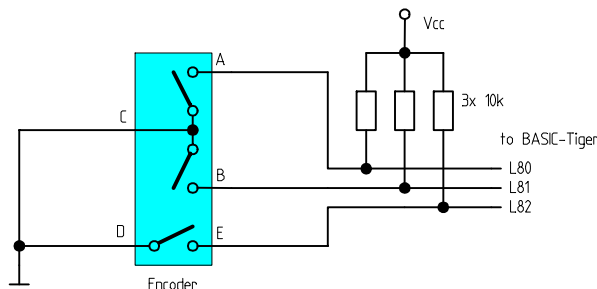 Vcc
A
3x 10k
C
to BASIC-Tiger
L80
B
L81
L82
D
E
Encoder